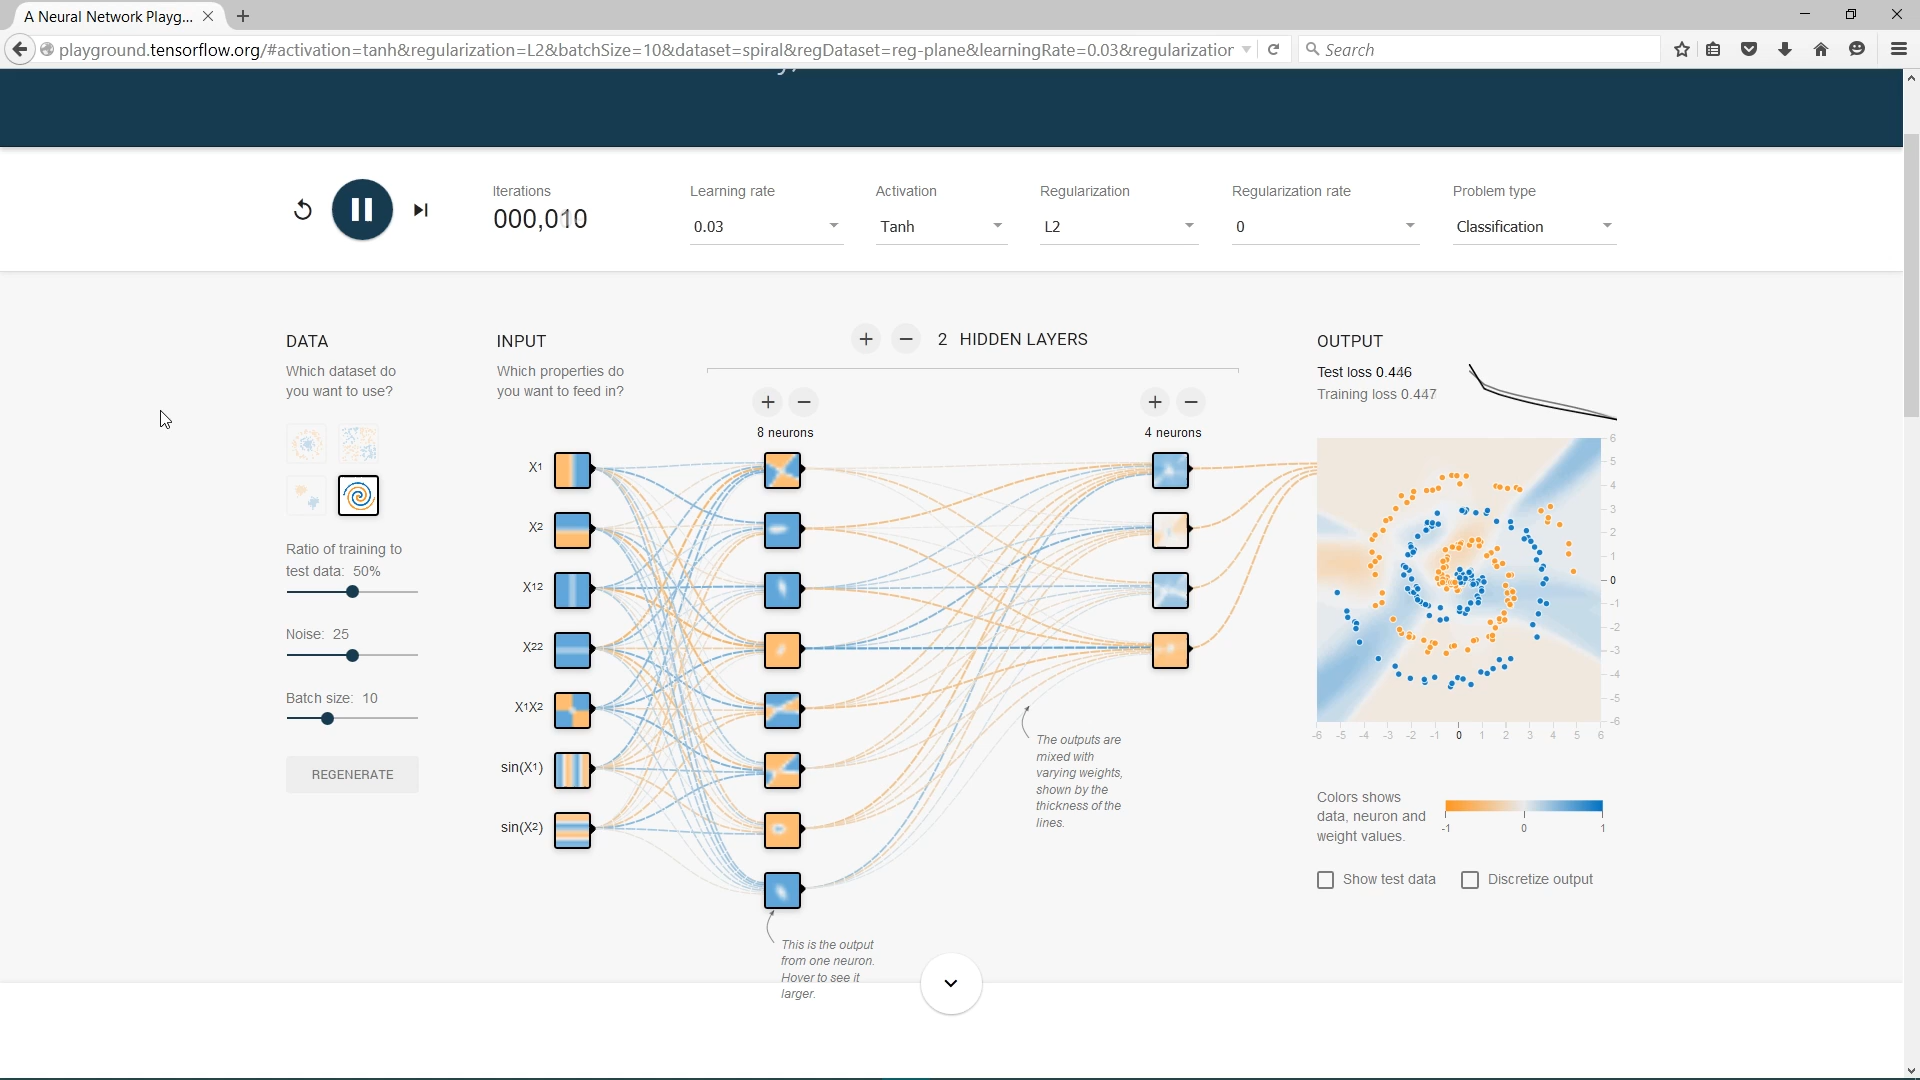 A Neural Network Playg...
playground.tensorflow.org/#activation=tanh&regularization=L2&batchSize=10&dataset=spiral&regDataset=reg-plane&learningRate=0.03&regularization
Search
Iterations
000,010
Learning rate
0.03
Activation
Tanh
Regularization
L2
Regularization rate
0
Problem type
Classification
DATA
Which dataset do
you want to use?
Ratio of training to
test data: 50%
Noise: 25
Batch size: 10
REGENERATE
INPUT
Which properties do
you want to feed in?
X1
X2
X12
X22
X1X2
sin(X1)
sin(X2)
2 HIDDEN LAYERS
8 neurons
4 neurons
This is the output
from one neuron.
Hover to see it
larger.
The outputs are
mixed with
varying weights,
shown by the
thickness of the
lines.
OUTPUT
Test loss 0.446
Training loss 0.447
6
5
4
3
2
1
0
-1
-2
-3
-4
-5
-6
-6 -5 -4 -3 -2 -1 0 1 2 3 4 5 6
Colors shows
data, neuron and
weight values.
-1 0 1
Show test data
Discretize output